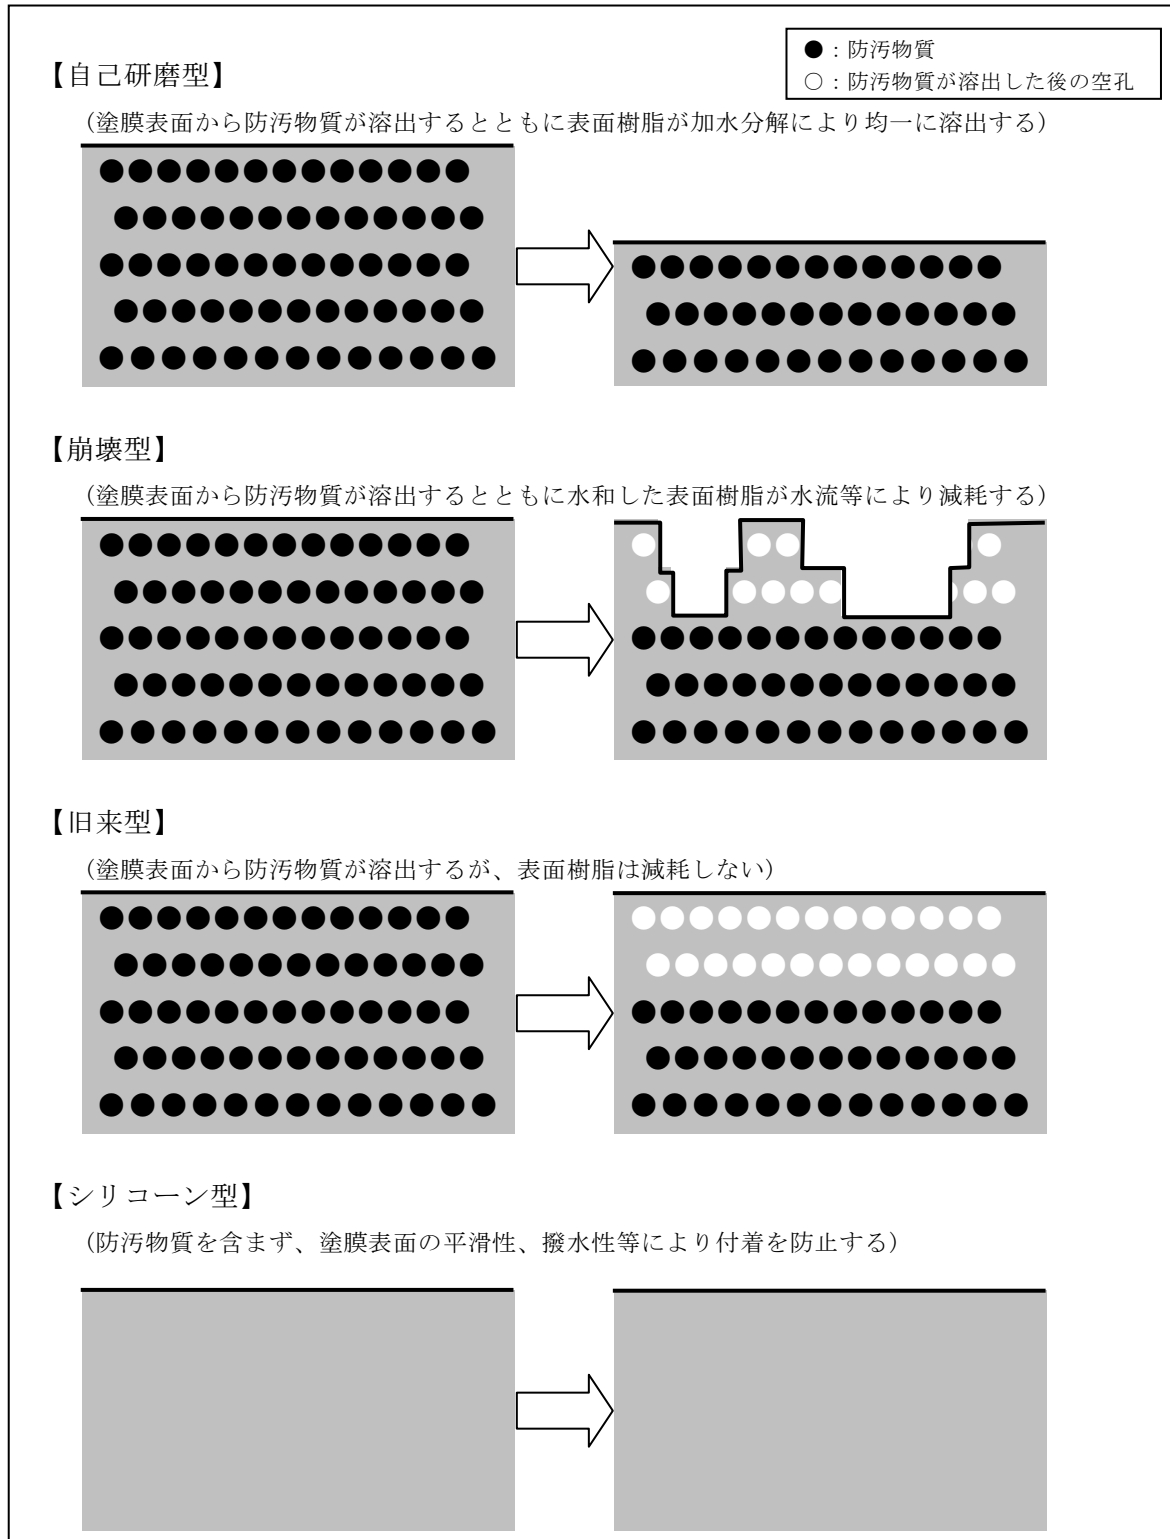 ●：防汚物質
○：防汚物質が溶出した後の空孔
【自己研磨型】
（塗膜表面から防汚物質が溶出するとともに表面樹脂が加水分解により均一に溶出する）
【崩壊型】
（塗膜表面から防汚物質が溶出するとともに水和した表面樹脂が水流等により減耗する）
【旧来型】
（塗膜表面から防汚物質が溶出するが、表面樹脂は減耗しない）
【シリコーン型】
（防汚物質を含まず、塗膜表面の平滑性、撥水性等により付着を防止する）